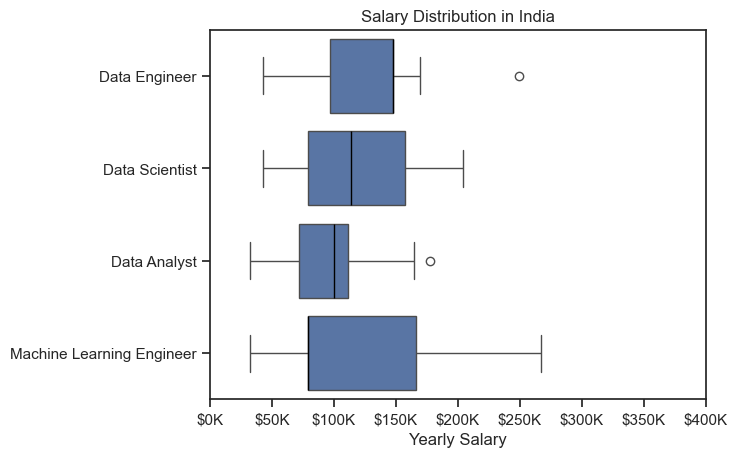 Salary Distribution in India
Data Engineer
Data Scientist
Data Analyst
Machine Learning Engineer
$0K $50K $100K $150K $200K $250K $300K $350K $400K
Yearly Salary